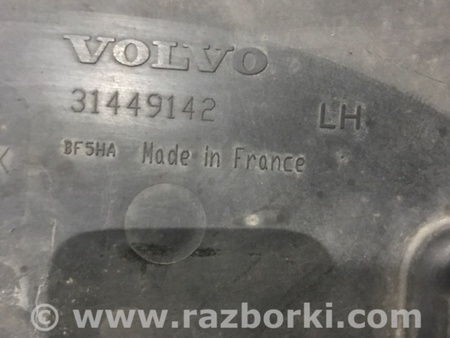 VOLVO
31449142 LH
BF5HA Made in France
www.razborki.com